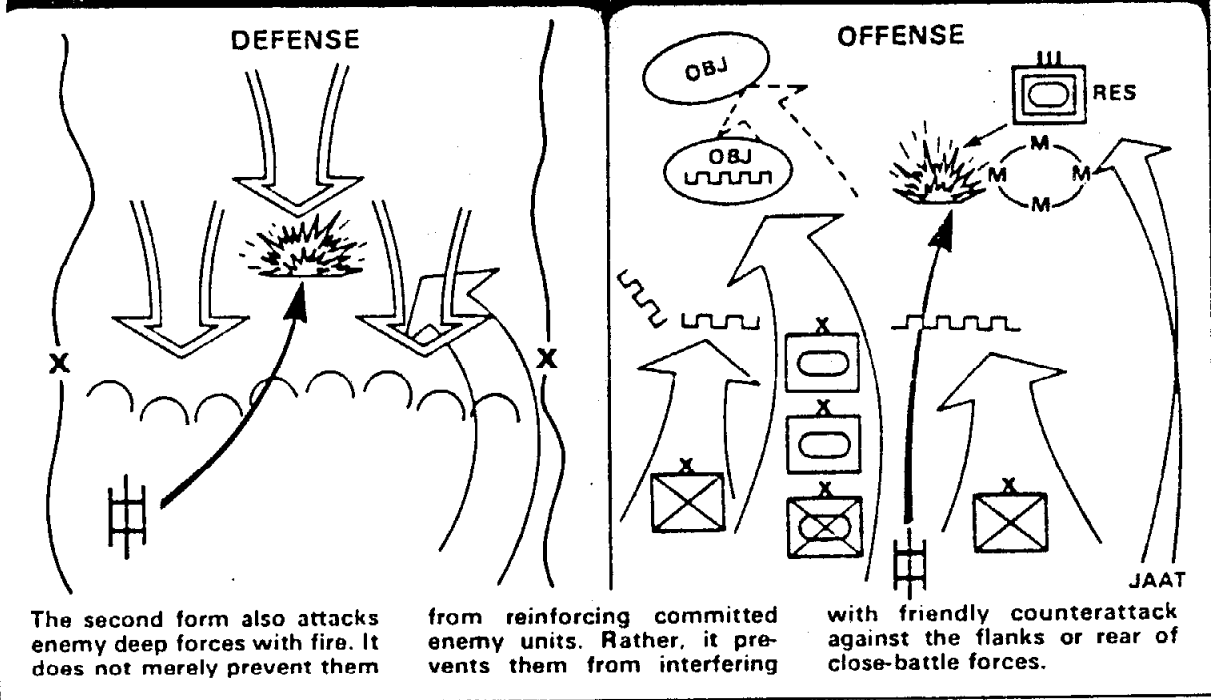 DEFENSE
X
X
OFFENSE
OBJ
OBJ
III
RES
M
M
M
M
X
X
X
X
X
JAAT
The second form also attacks
enemy deep forces with fire. It
does not merely prevent them
from reinforcing committed
enemy units. Rather, it pre-
vents them from interfering
with friendly counterattack
against the flanks or rear of
close-battle forces.